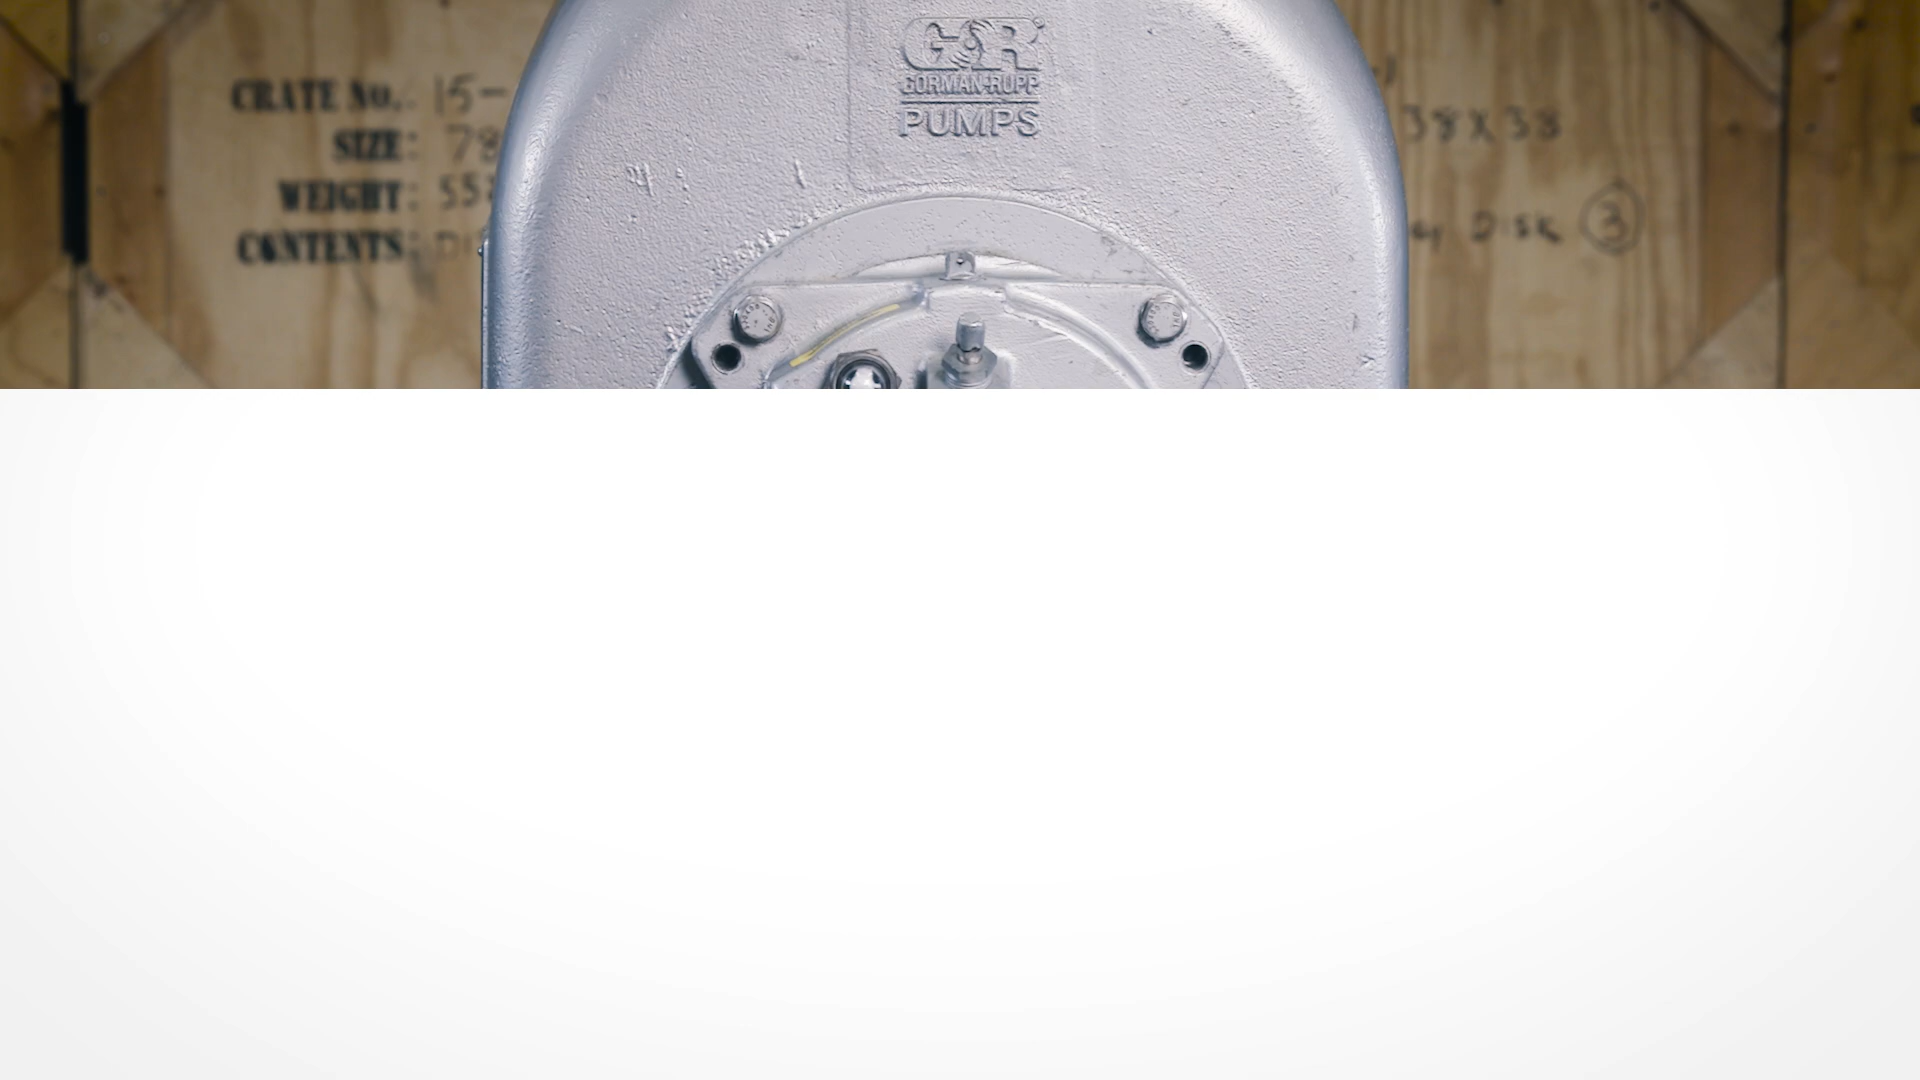 G&R®
GORMAN-RUPP
PUMPS
CRATE NO. 15-
SIZE: 78
WEIGHT: 55
CONTENTS:
38 X 38
DISK 3